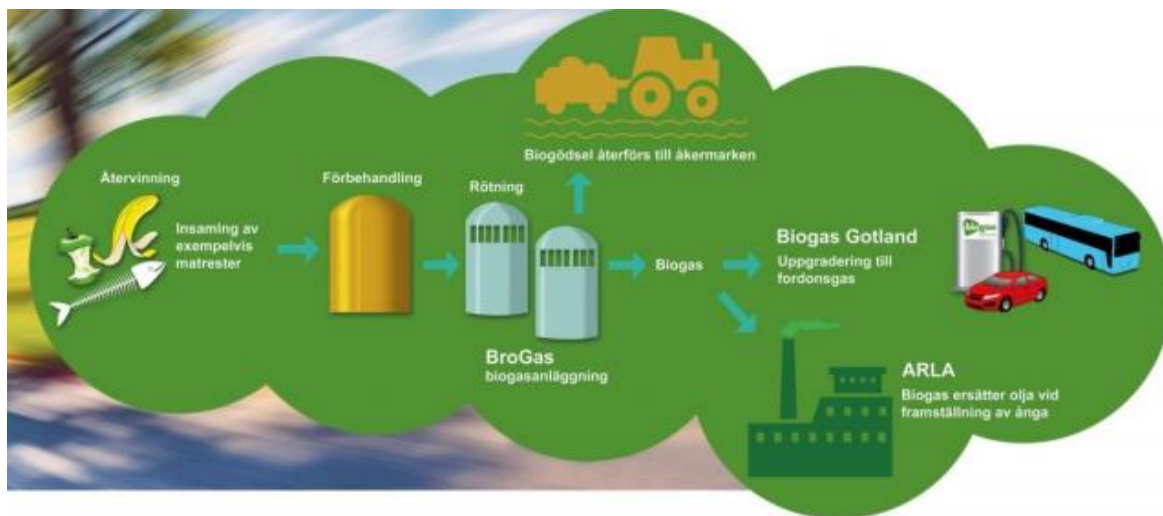 Biogödsel återförs till åkermarken
Återvinning
Insamlng av
exempelvis
matrester
Förbehandling
Rötning
BroGas
biogasanläggning
Biogas
Biogas Gotland
Uppgradering till
fordonsgas
ARLA
Biogas ersätter olja vid
framställning av ånga